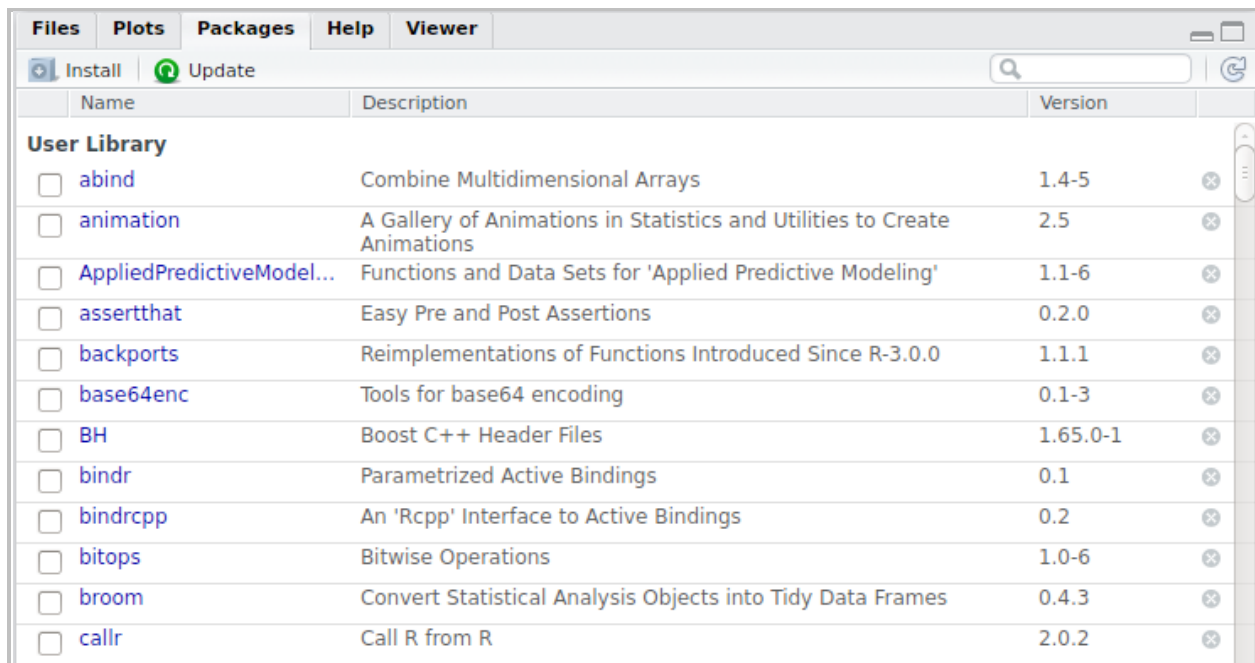 Files Plots Packages Help Viewer
Install Update
Name Description Version
User Library
abind Combine Multidimensional Arrays 1.4-5
animation A Gallery of Animations in Statistics and Utilities to Create 2.5
Animations
AppliedPredictiveModel... Functions and Data Sets for 'Applied Predictive Modeling' 1.1-6
assertthat Easy Pre and Post Assertions 0.2.0
backports Reimplementations of Functions Introduced Since R-3.0.0 1.1.1
base64enc Tools for base64 encoding 0.1-3
BH Boost C++ Header Files 1.65.0-1
bindr Parametrized Active Bindings 0.1
bindrcpp An 'Rcpp' Interface to Active Bindings 0.2
bitops Bitwise Operations 1.0-6
broom Convert Statistical Analysis Objects into Tidy Data Frames 0.4.3
callr Call R from R 2.0.2